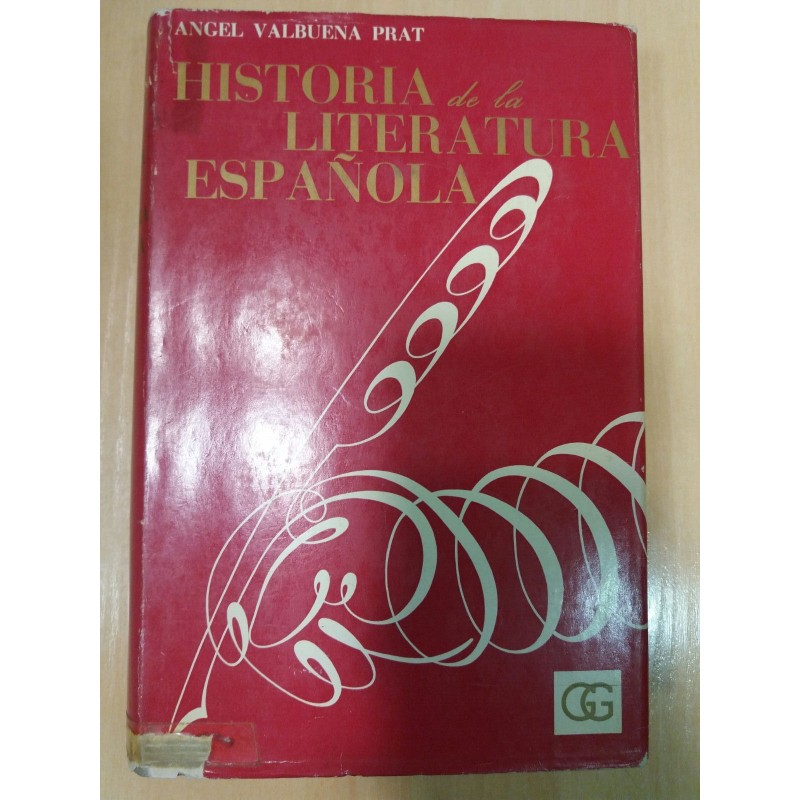 ANGEL VALBUENA PRAT
HISTORIA de la
LITERATURA
ESPAÑOLA
GG